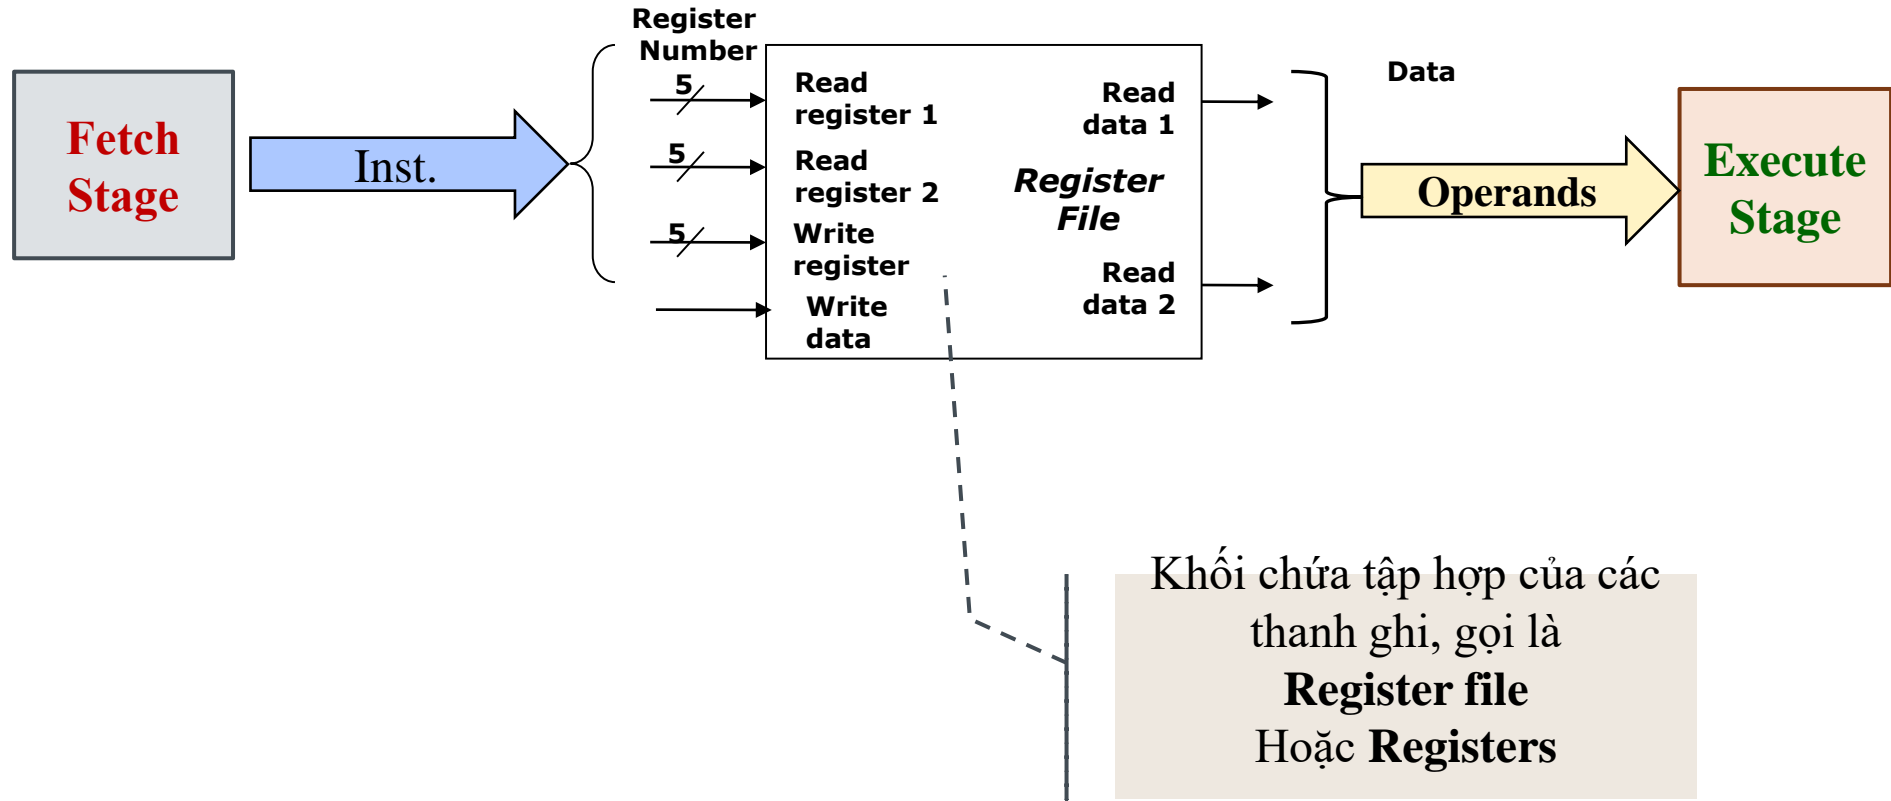 Fetch
Stage
Inst.
Register
Number
5
5
5
Read
register 1
Read
register 2
Write
register
Write
data
Read
data 1
Register
File
Read
data 2
Data
Operands
Execute
Stage
Khối chứa tập hợp của các
thanh ghi, gọi là
Register file
Hoặc Registers